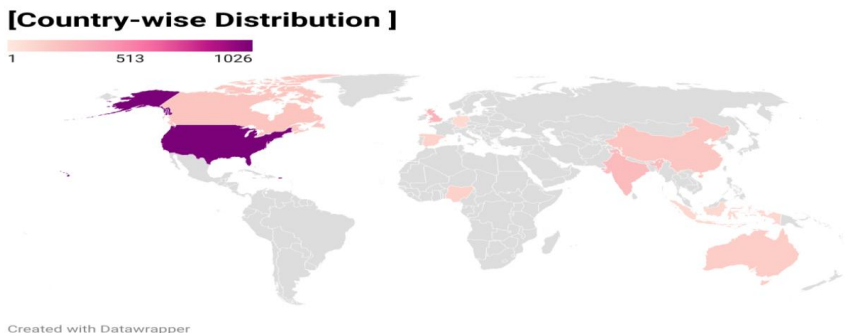 [Country-wise Distribution ]
1 513 1026
Created with Datawrapper